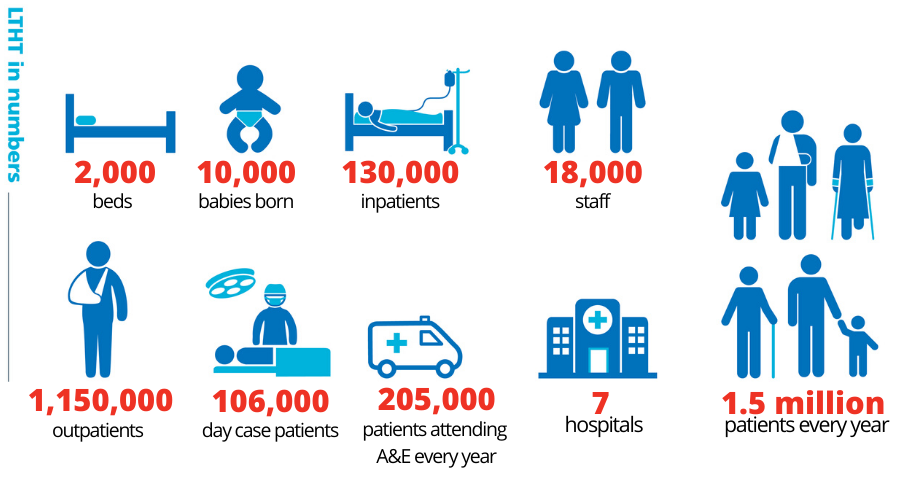 LTHT in numbers
2,000
beds
10,000
babies born
130,000
inpatients
18,000
staff
1,150,000
outpatients
106,000
day case patients
205,000
patients attending
A&E every year
7
hospitals
1.5 million
patients every year